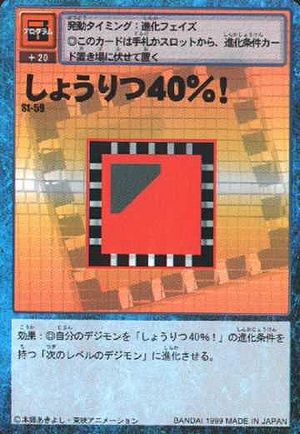 プログラム
+20
発動タイミング：進化フェイズ
◎このカードは手札かスロットから、進化条件カー
ド置き場に伏せて置く
しょうりつ40%!
St-59
効果：◎自分のデジモンを「しょうりつ40%!」の進化条件を
持つ「次のレベルのデジモン」に進化させる。
©本郷あきよし・東映アニメーション
BANDAI 1999 MADE IN JAPAN